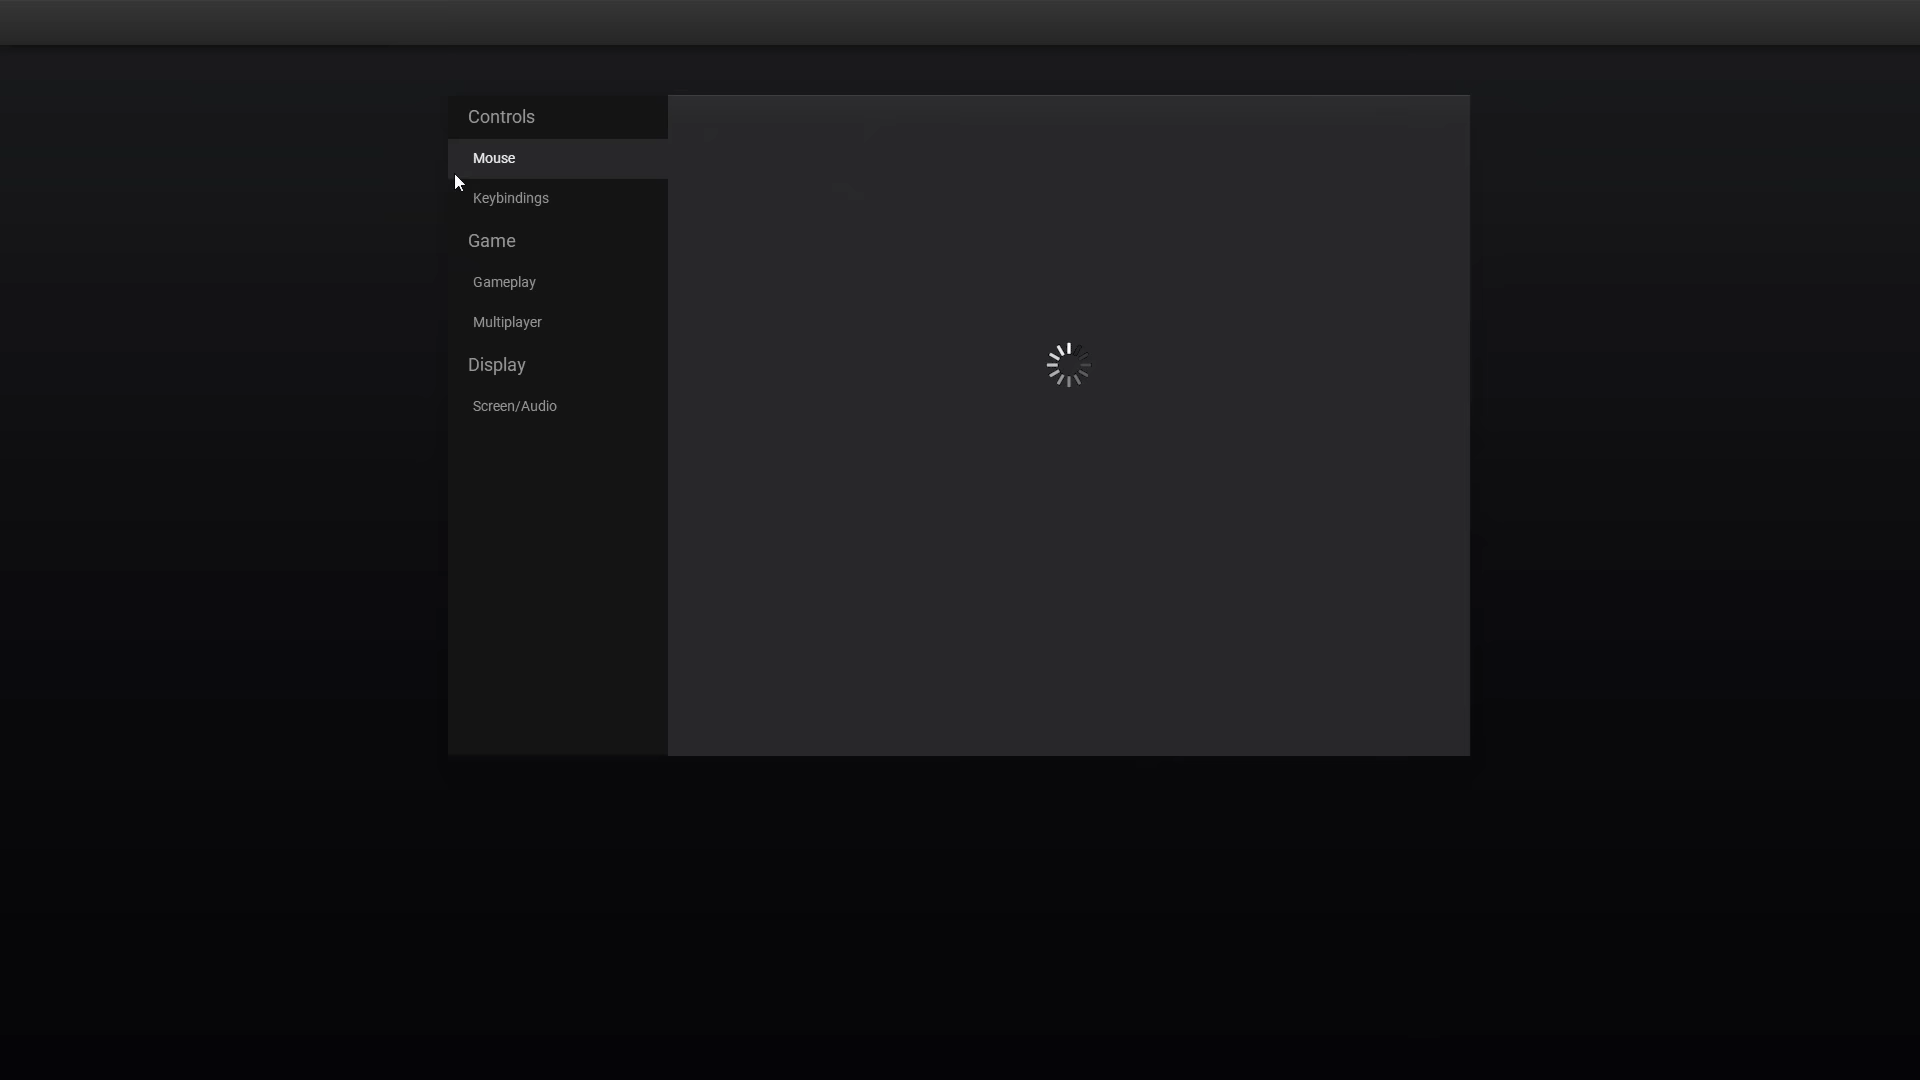 Controls
Mouse
Keybindings
Game
Gameplay
Multiplayer
Display
Screen/Audio